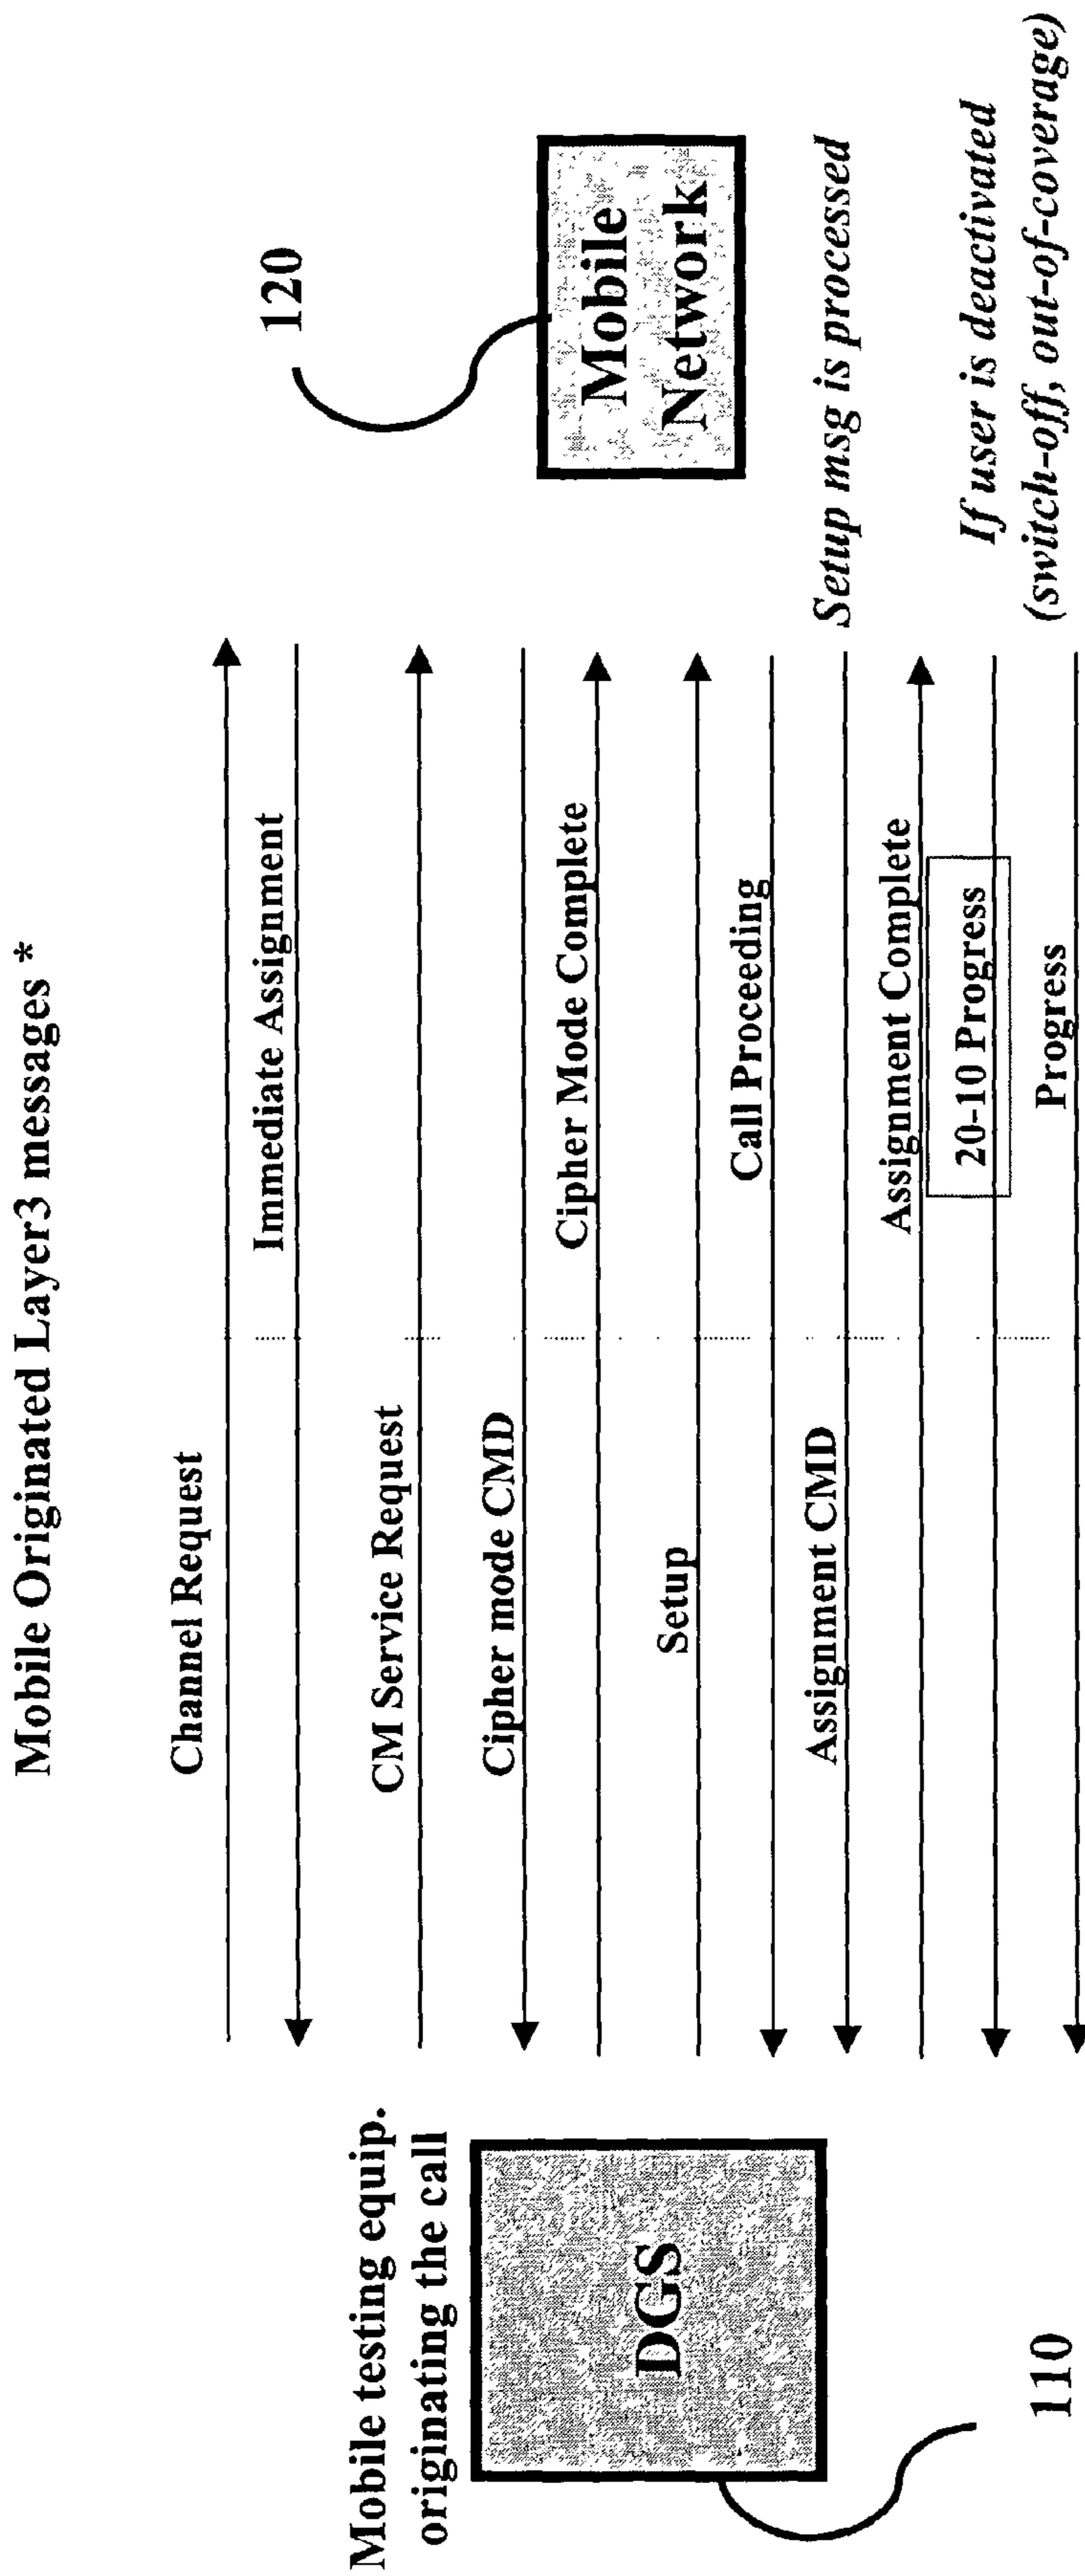 Mobile Originated Layer3 messages *
Channel Request
Immediate Assignment
120
Mobile testing equip.
originating the call
CM Service Request
Cipher mode CMD
Cipher Mode Complete
DGS
Mobile
Network
Setup
Call Proceeding
Assignment CMD
Setup msg is processed
Assignment Complete
20-10 Progress
If user is deactivated
(switch-off, out-of-coverage)
Progress
110